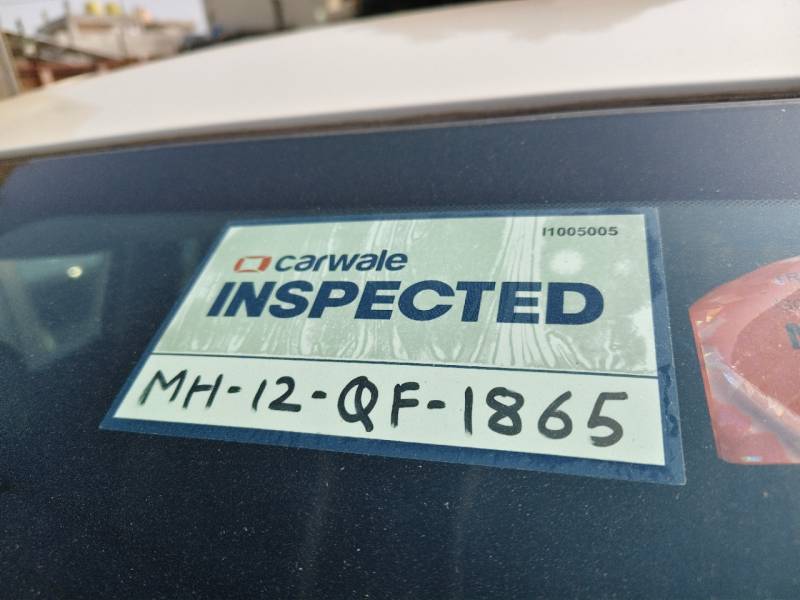 I1005005
carwale
INSPECTED
MH-12-QF-1865